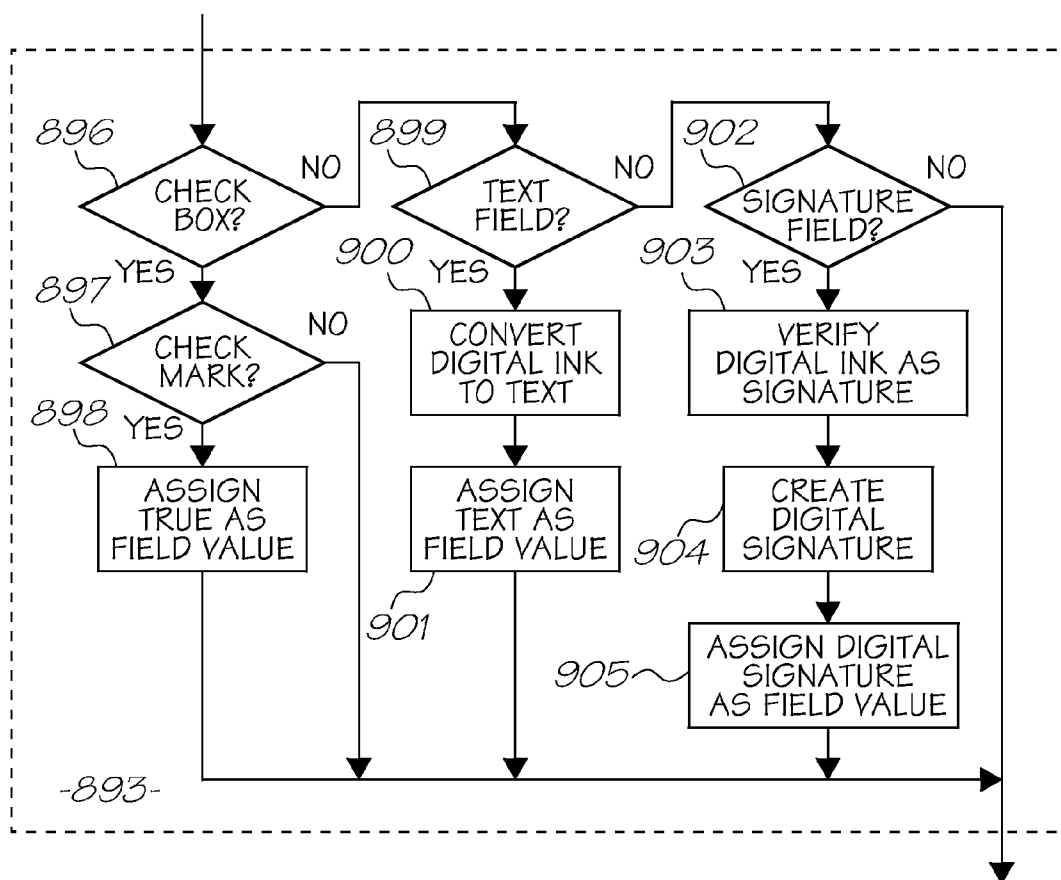 896
CHECK
BOX?
NO
YES
899
TEXT
FIELD?
NO
YES
902
SIGNATURE
FIELD?
NO
YES
897
CHECK
MARK?
NO
YES
900
CONVERT
DIGITAL INK
TO TEXT
903
VERIFY
DIGITAL INK AS
SIGNATURE
898
ASSIGN
TRUE AS
FIELD VALUE
ASSIGN
TEXT AS
FIELD VALUE
901
CREATE
DIGITAL
SIGNATURE
904
ASSIGN DIGITAL
SIGNATURE
AS FIELD VALUE
905
-893-